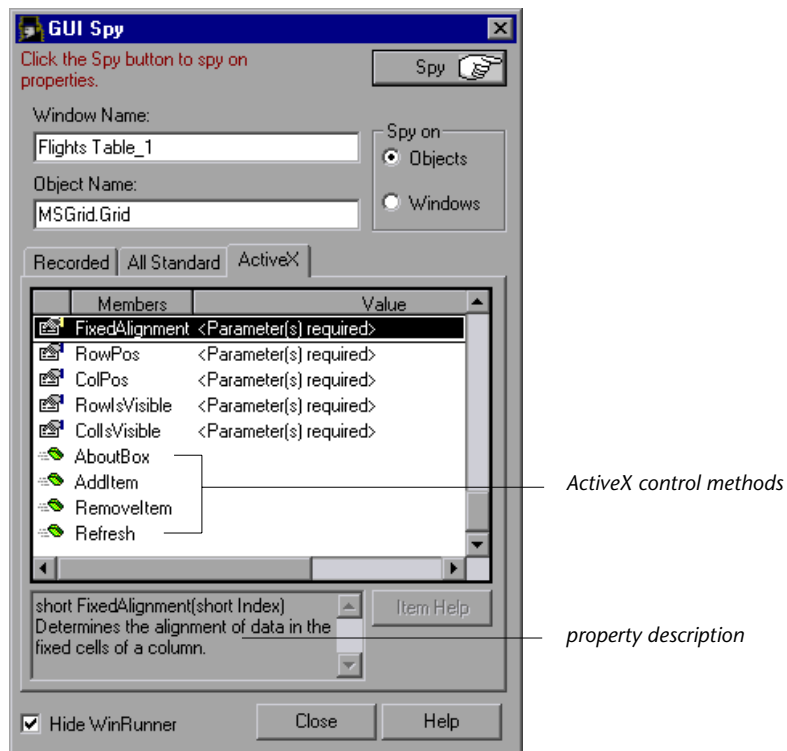 GUI Spy
Click the Spy button to spy on
properties.
Spy
Window Name:
Flights Table_1
Spy on
Objects
Windows
Object Name:
MSGrid.Grid
Recorded
All Standard
ActiveX
Members Value
FixedAlignment <Parameter(s) required>
RowPos <Parameter(s) required>
ColPos <Parameter(s) required>
RowIsVisible <Parameter(s) required>
ColIsVisible <Parameter(s) required>
AboutBox
AddItem
RemoveItem
Refresh
ActiveX control methods
short FixedAlignment(short Index)
Determines the alignment of data in the
fixed cells of a column.
Item Help
property description
Hide WinRunner
Close
Help